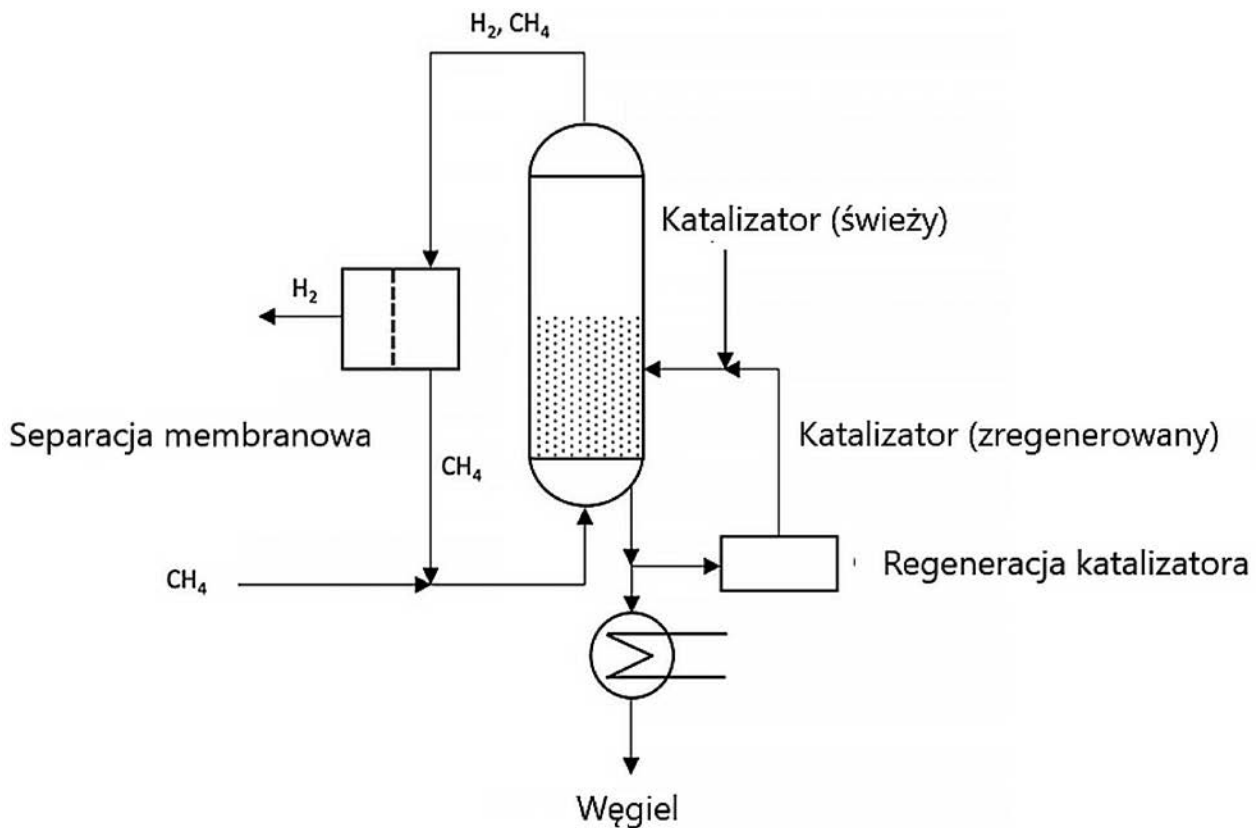 H₂, CH₄
Katalizator (świeży)
H₂
Separacja membranowa
Katalizator (zregenerowany)
CH₄
CH₄
Regeneracja katalizatora
Węgiel